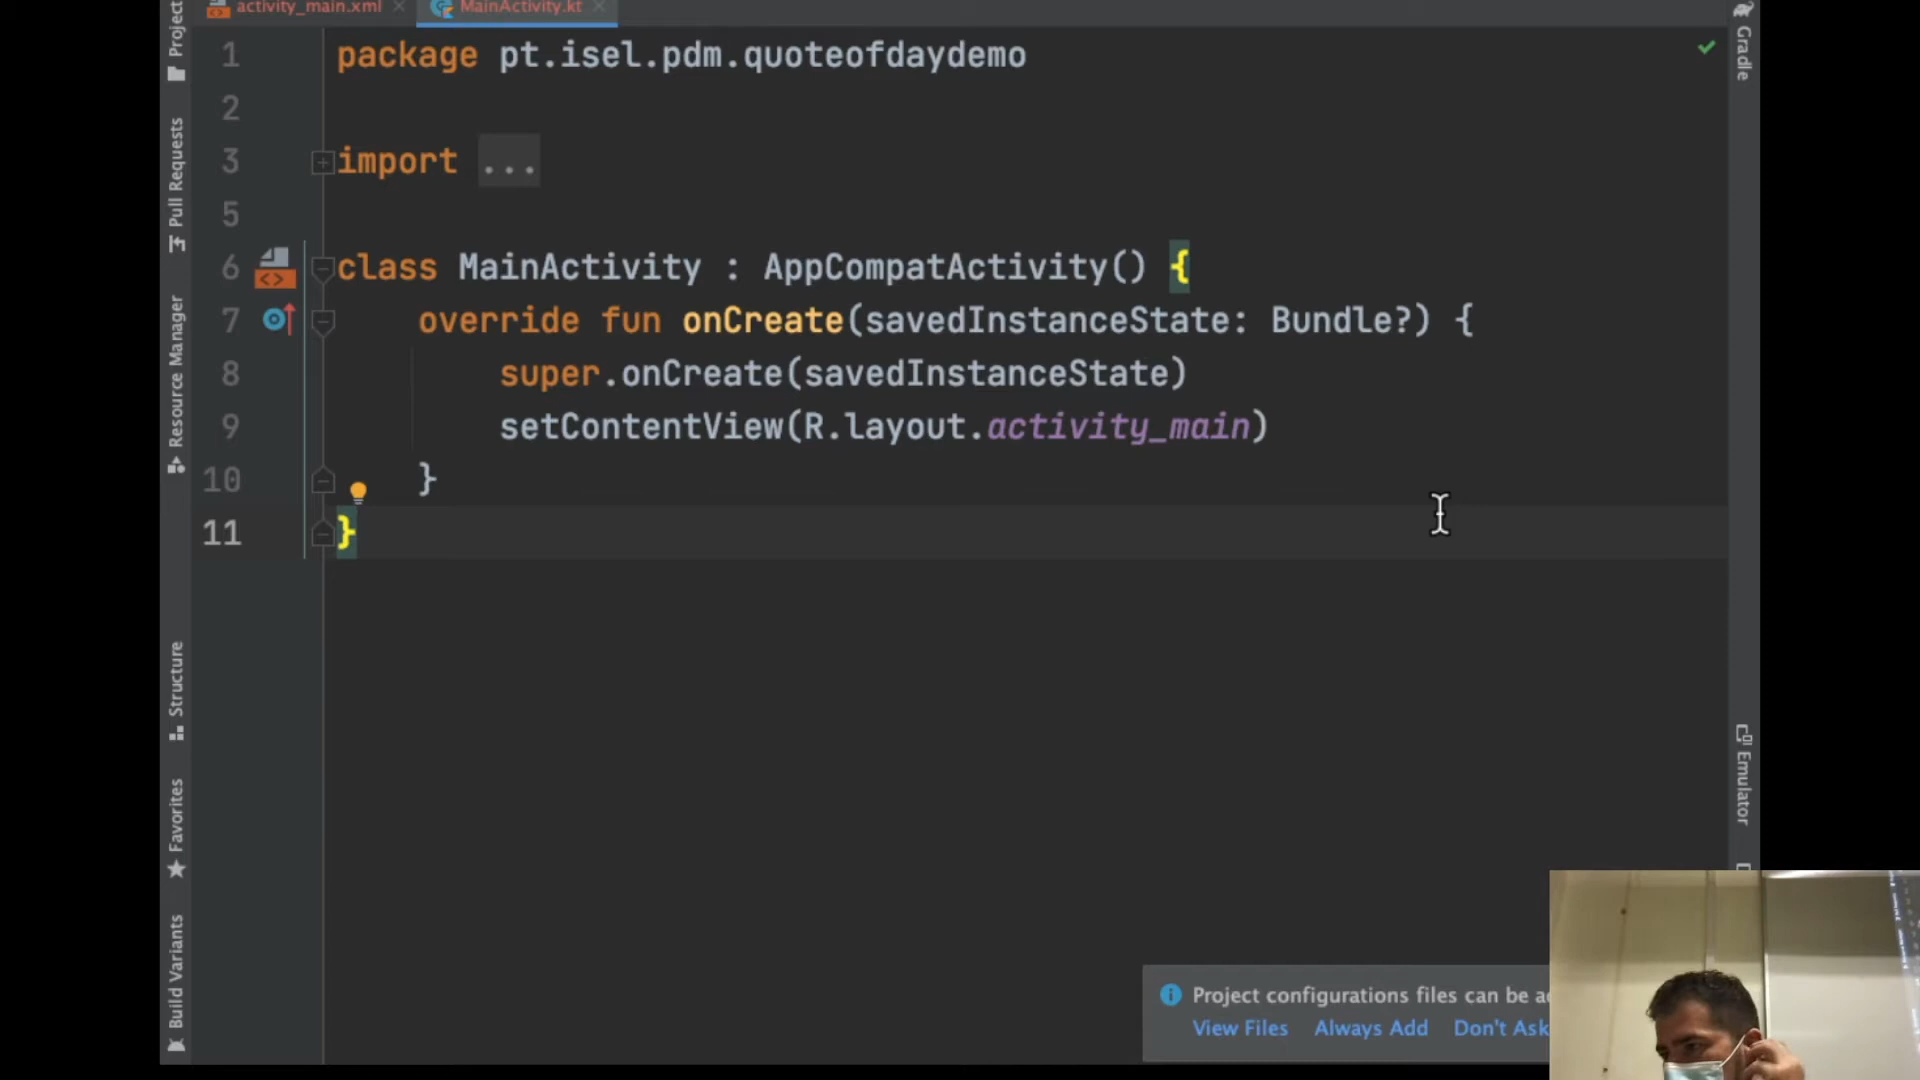 activity_main.xml
MainActivity.kt
Project
Pull Requests
Resource Manager
Structure
Favorites
Build Variants
1 package pt.isel.pdm.quoteofdaydemo
2
3 import ...
5
6 class MainActivity : AppCompatActivity() {
7 override fun onCreate(savedInstanceState: Bundle?) {
8 super.onCreate(savedInstanceState)
9 setContentView(R.layout.activity_main)
10 }
11 }
Gradle
Emulator
Project configurations files can be
View Files Always Add Don't Ask